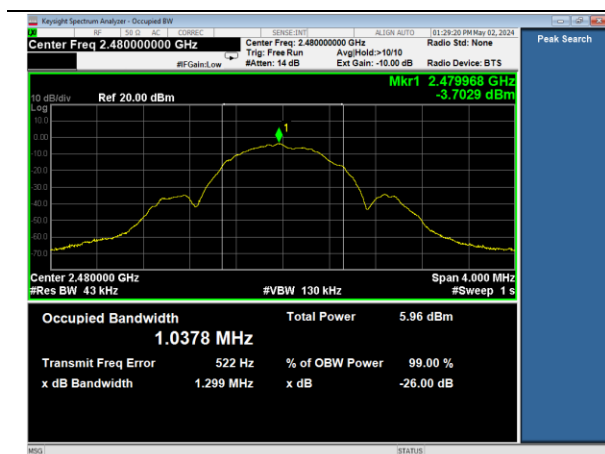 Keysight Spectrum Analyzer - Occupied BW
RF 50 Ω AC CORREC SENSE:INT ALIGN AUTO 01:29:20 PM May 02, 2024
Center Freq 2.480000000 GHz Center Freq: 2.480000000 GHz Radio Std: None Peak Search
Trig: Free Run Avg|Hold:>10/10
#IFGain:Low #Atten: 14 dB Ext Gain: -10.00 dB Radio Device: BTS
Mkr1 2.479968 GHz
10 dB/div Ref 20.00 dBm -3.7029 dBm
Log
10.0
0.00
-10.0
-20.0
-30.0
-40.0
-50.0
-60.0
-70.0
1
Center 2.480000 GHz Span 4.000 MHz
#Res BW 43 kHz #VBW 130 kHz #Sweep 1 s
Occupied Bandwidth Total Power 5.96 dBm
1.0378 MHz
Transmit Freq Error 522 Hz % of OBW Power 99.00 %
x dB Bandwidth 1.299 MHz x dB -26.00 dB
MSG STATUS